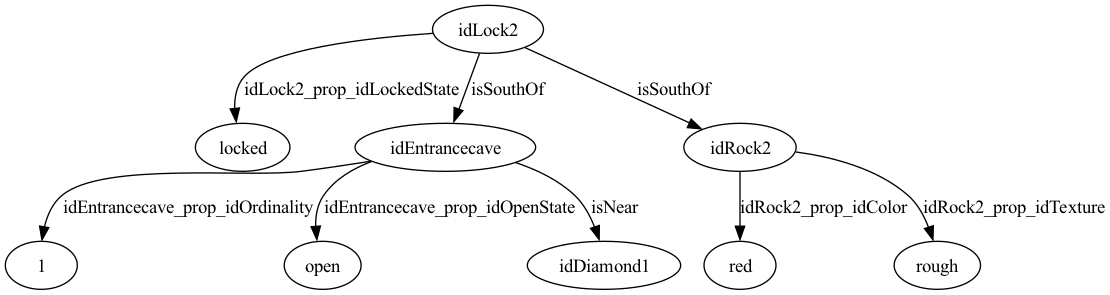 idLock2
idLock2_prop_idLockedState
isSouthOf
isSouthOf
locked
idEntrancecave
idRock2
idEntrancecave_prop_idOrdinality
idEntrancecave_prop_idOpenState
isNear
idRock2_prop_idColor
idRock2_prop_idTexture
1
open
idDiamond1
red
rough